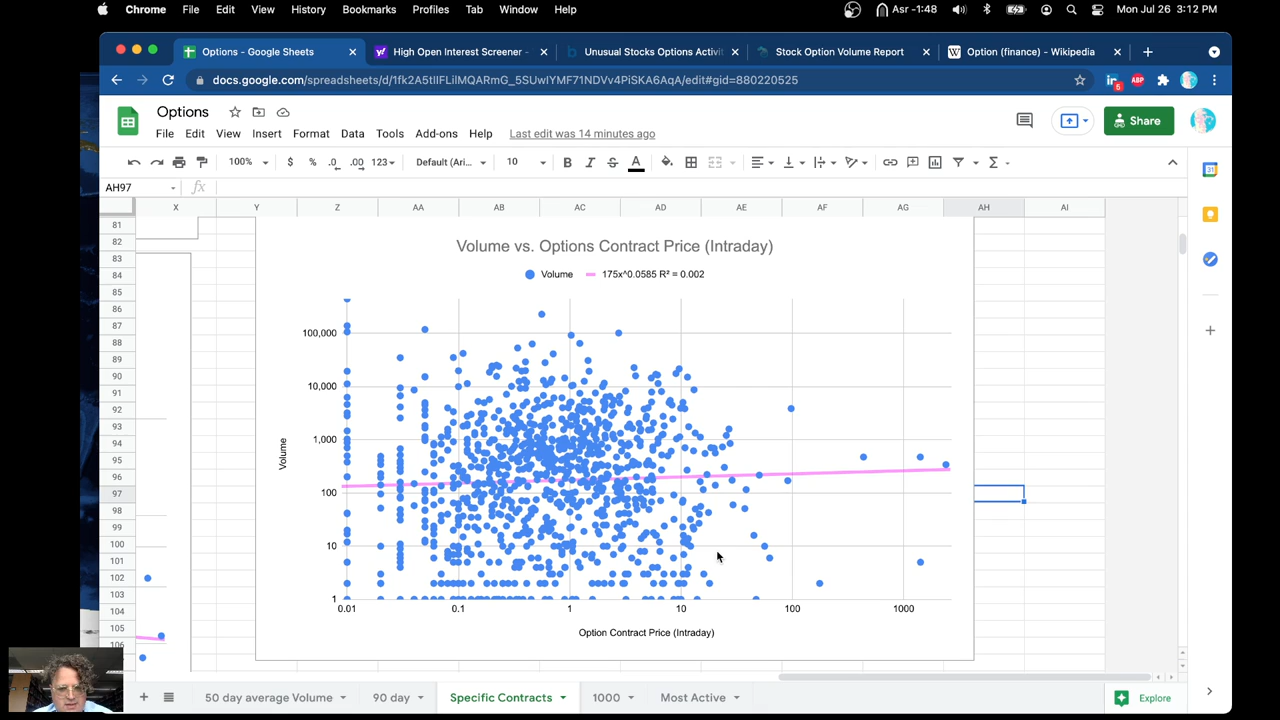 Chrome File Edit View History Bookmarks Profiles Tab Window Help Asr -1:48 Mon Jul 26 3:12 PM
Options - Google Sheets High Open Interest Screener - Unusual Stocks Options Activit Stock Option Volume Report Option (finance) - Wikipedia
docs.google.com/spreadsheets/d/1fk2A5tIIFLilMQARmG_5SUwIYMF71NDVv4PiSKA6AqA/edit#gid=880220525 5 ABP
Options
File Edit View Insert Format Data Tools Add-ons Help Last edit was 14 minutes ago
Share
100% $ % .0 .00 123 Default (Ari... 10 B I S A
AH97 fx
X Y Z AA AB AC AD AE AF AG AH AI
81
82
83
84
85
86
87
88
89
90
91
92
93
94
95
96
97
98
99
100
101
102
103
104
105
106
Volume vs. Options Contract Price (Intraday)
Volume 175x^0.0585 R² = 0.002
100,000
10,000
1,000
100
10
1
Volume
0.01 0.1 1 10 100 1000
Option Contract Price (Intraday)
31
50 day average Volume 90 day Specific Contracts 1000 Most Active Explore